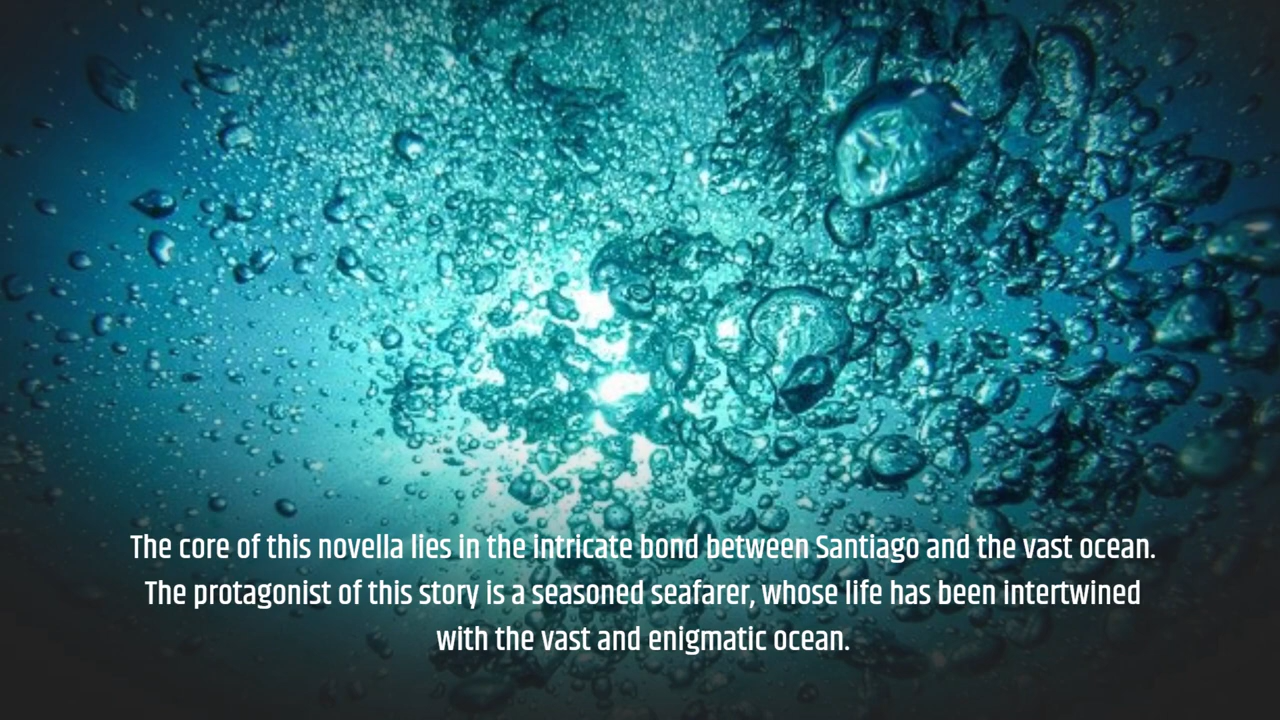 The core of this novella lies in the intricate bond between Santiago and the vast ocean.
The protagonist of this story is a seasoned seafarer, whose life has been intertwined
with the vast and enigmatic ocean.